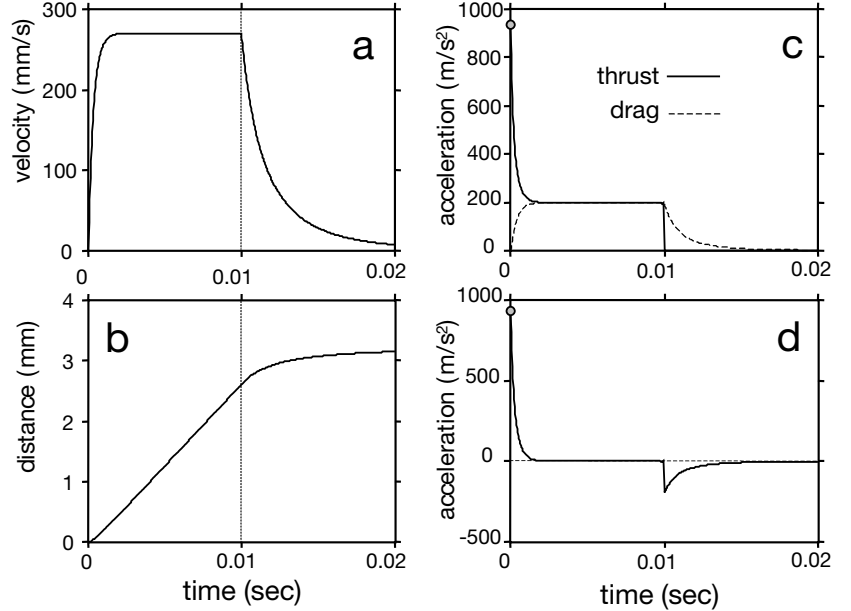 300
200
100
0
velocity (mm/s)
a
0
0.01
0.02
1000
800
600
400
200
0
acceleration (m/s²)
c
thrust
drag
0
0.01
0.02
4
3
2
1
0
distance (mm)
b
0
0.01
0.02
time (sec)
1000
500
0
-500
acceleration (m/s²)
d
0
0.01
0.02
time (sec)